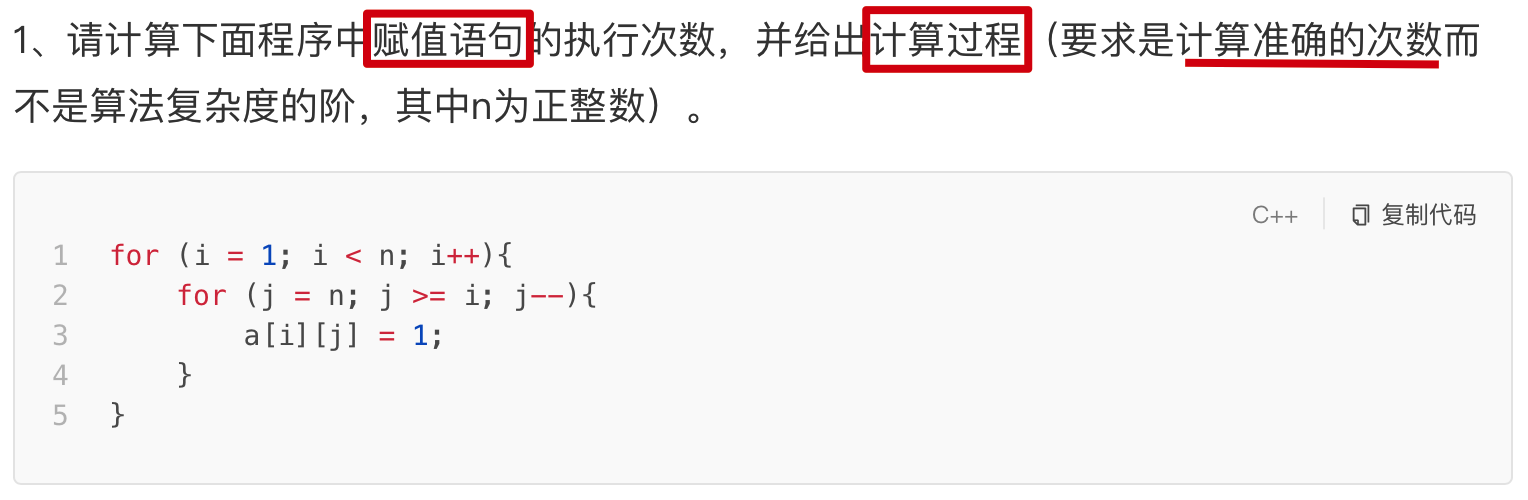 1、请计算下面程序中赋值语句的执行次数，并给出计算过程（要求是计算准确的次数而
不是算法复杂度的阶，其中n为正整数）。
C++ 复制代码
1 for (i = 1; i < n; i++){
2     for (j = n; j >= i; j--){
3         a[i][j] = 1;
4     }
5 }